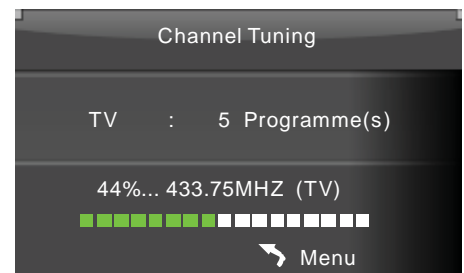 Channel Tuning
TV : 5 Programme(s)
44%... 433.75MHZ (TV)
Menu